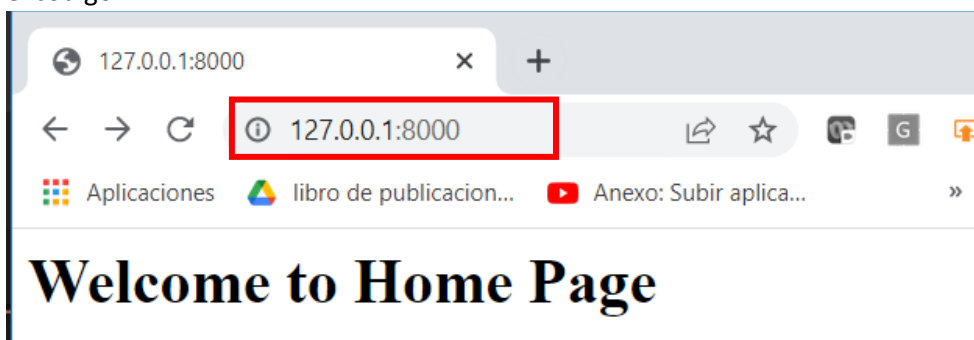 127.0.0.1:8000
127.0.0.1:8000
G
Aplicaciones libro de publicacion... Anexo: Subir aplica... »
Welcome to Home Page